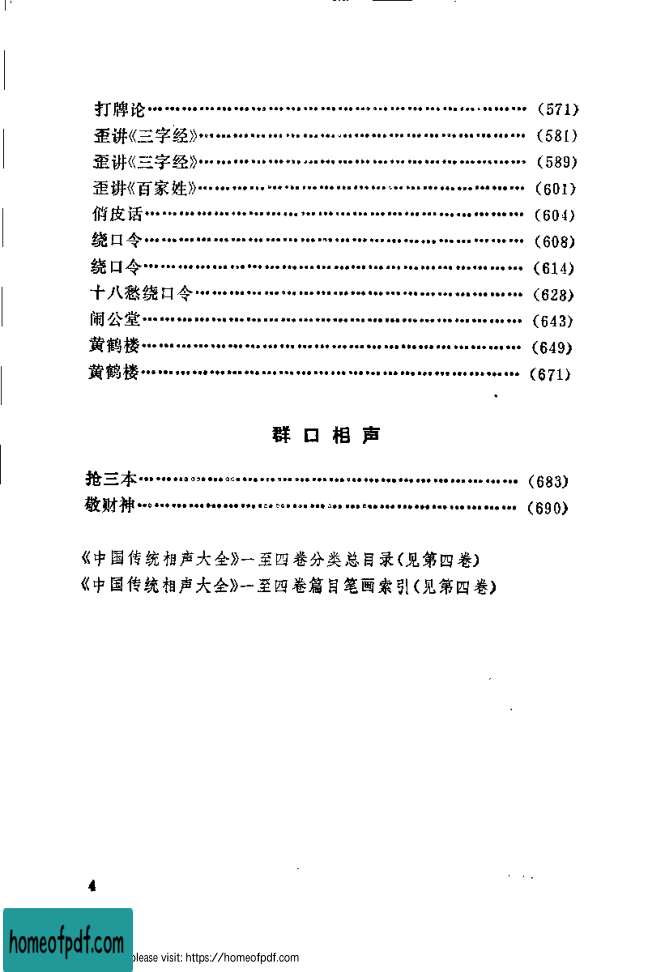 打牌论…………………………………………(571)
歪讲《三字经》……………………………………(581)
歪讲《三字经》……………………………………(589)
歪讲《百家姓》……………………………………(601)
俏皮话…………………………………………(604)
绕口令…………………………………………(608)
绕口令…………………………………………(614)
十八愁绕口令……………………………………(628)
闹公堂…………………………………………(643)
黄鹤楼…………………………………………(649)
黄鹤楼…………………………………………(671)
群口相声
抢三本…………………………………………(683)
敬财神…………………………………………(690)
《中国传统相声大全》一至四卷分类总目录(见第四卷)
《中国传统相声大全》一至四卷篇目笔画索引(见第四卷)
4
homeofpdf.com
please visit: https://homeofpdf.com